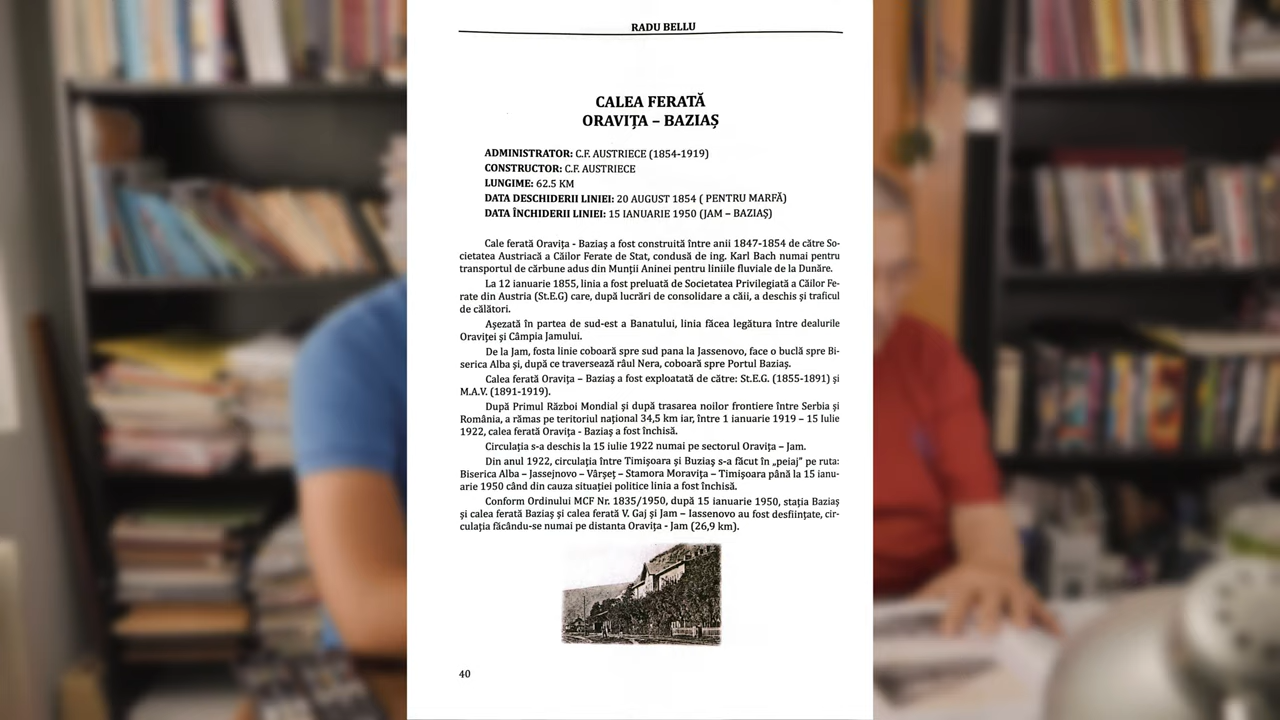 RADU BELLU
CALEA FERATĂ
ORAVIȚA – BAZIAȘ
ADMINISTRATOR: C.F. AUSTRIECE (1854-1919)
CONSTRUCTOR: C.F. AUSTRIECE
LUNGIME: 62.5 KM
DATA DESCHIDERII LINIEI: 20 AUGUST 1854 ( PENTRU MARFĂ)
DATA ÎNCHIDERII LINIEI: 15 IANUARIE 1950 (JAM – BAZIAȘ)
Cale ferată Oravița - Baziaș a fost construită între anii 1847-1854 de către So-
cietatea Austriacă a Căilor Ferate de Stat, condusă de ing. Karl Bach numai pentru
transportul de cărbune adus din Munții Aninei pentru liniile fluviale de la Dunăre.
La 12 ianuarie 1855, linia a fost preluată de Societatea Privilegiată a Căilor Fe-
rate din Austria (St.E.G) care, după lucrări de consolidare a căii, a deschis și traficul
de călători.
Așezată în partea de sud-est a Banatului, linia făcea legătura între dealurile
Oraviței și Câmpia Jamului.
De la Jam, fosta linie coboară spre sud pana la Jassenovo, face o buclă spre Bi-
serica Alba și, după ce traversează râul Nera, coboară spre Portul Baziaș.
Calea ferată Oravița – Baziaș a fost exploatată de către: St.E.G. (1855-1891) și
M.A.V. (1891-1919).
După Primul Război Mondial și după trasarea noilor frontiere între Serbia și
România, a rămas pe teritoriul național 34,5 km iar, între 1 ianuarie 1919 – 15 Iulie
1922, calea ferată Oravița - Baziaș a fost închisă.
Circulația s-a deschis la 15 iulie 1922 numai pe sectorul Oravița – Jam.
Din anul 1922, circulația între Timișoara și Buziaș s-a făcut în „peiaj” pe ruta:
Biserica Alba – Jassejnovo – Vârșeț – Stamora Moravița – Timișoara până la 15 ianu-
arie 1950 când din cauza situației politice linia a fost închisă.
Conform Ordinului MCF Nr. 1835/1950, după 15 ianuarie 1950, stația Baziaș
și calea ferată Baziaș și calea ferată V. Gaj și Jam – Iassenovo au fost desființate, cir-
culația făcându-se numai pe distanta Oravița - Jam (26,9 km).
40